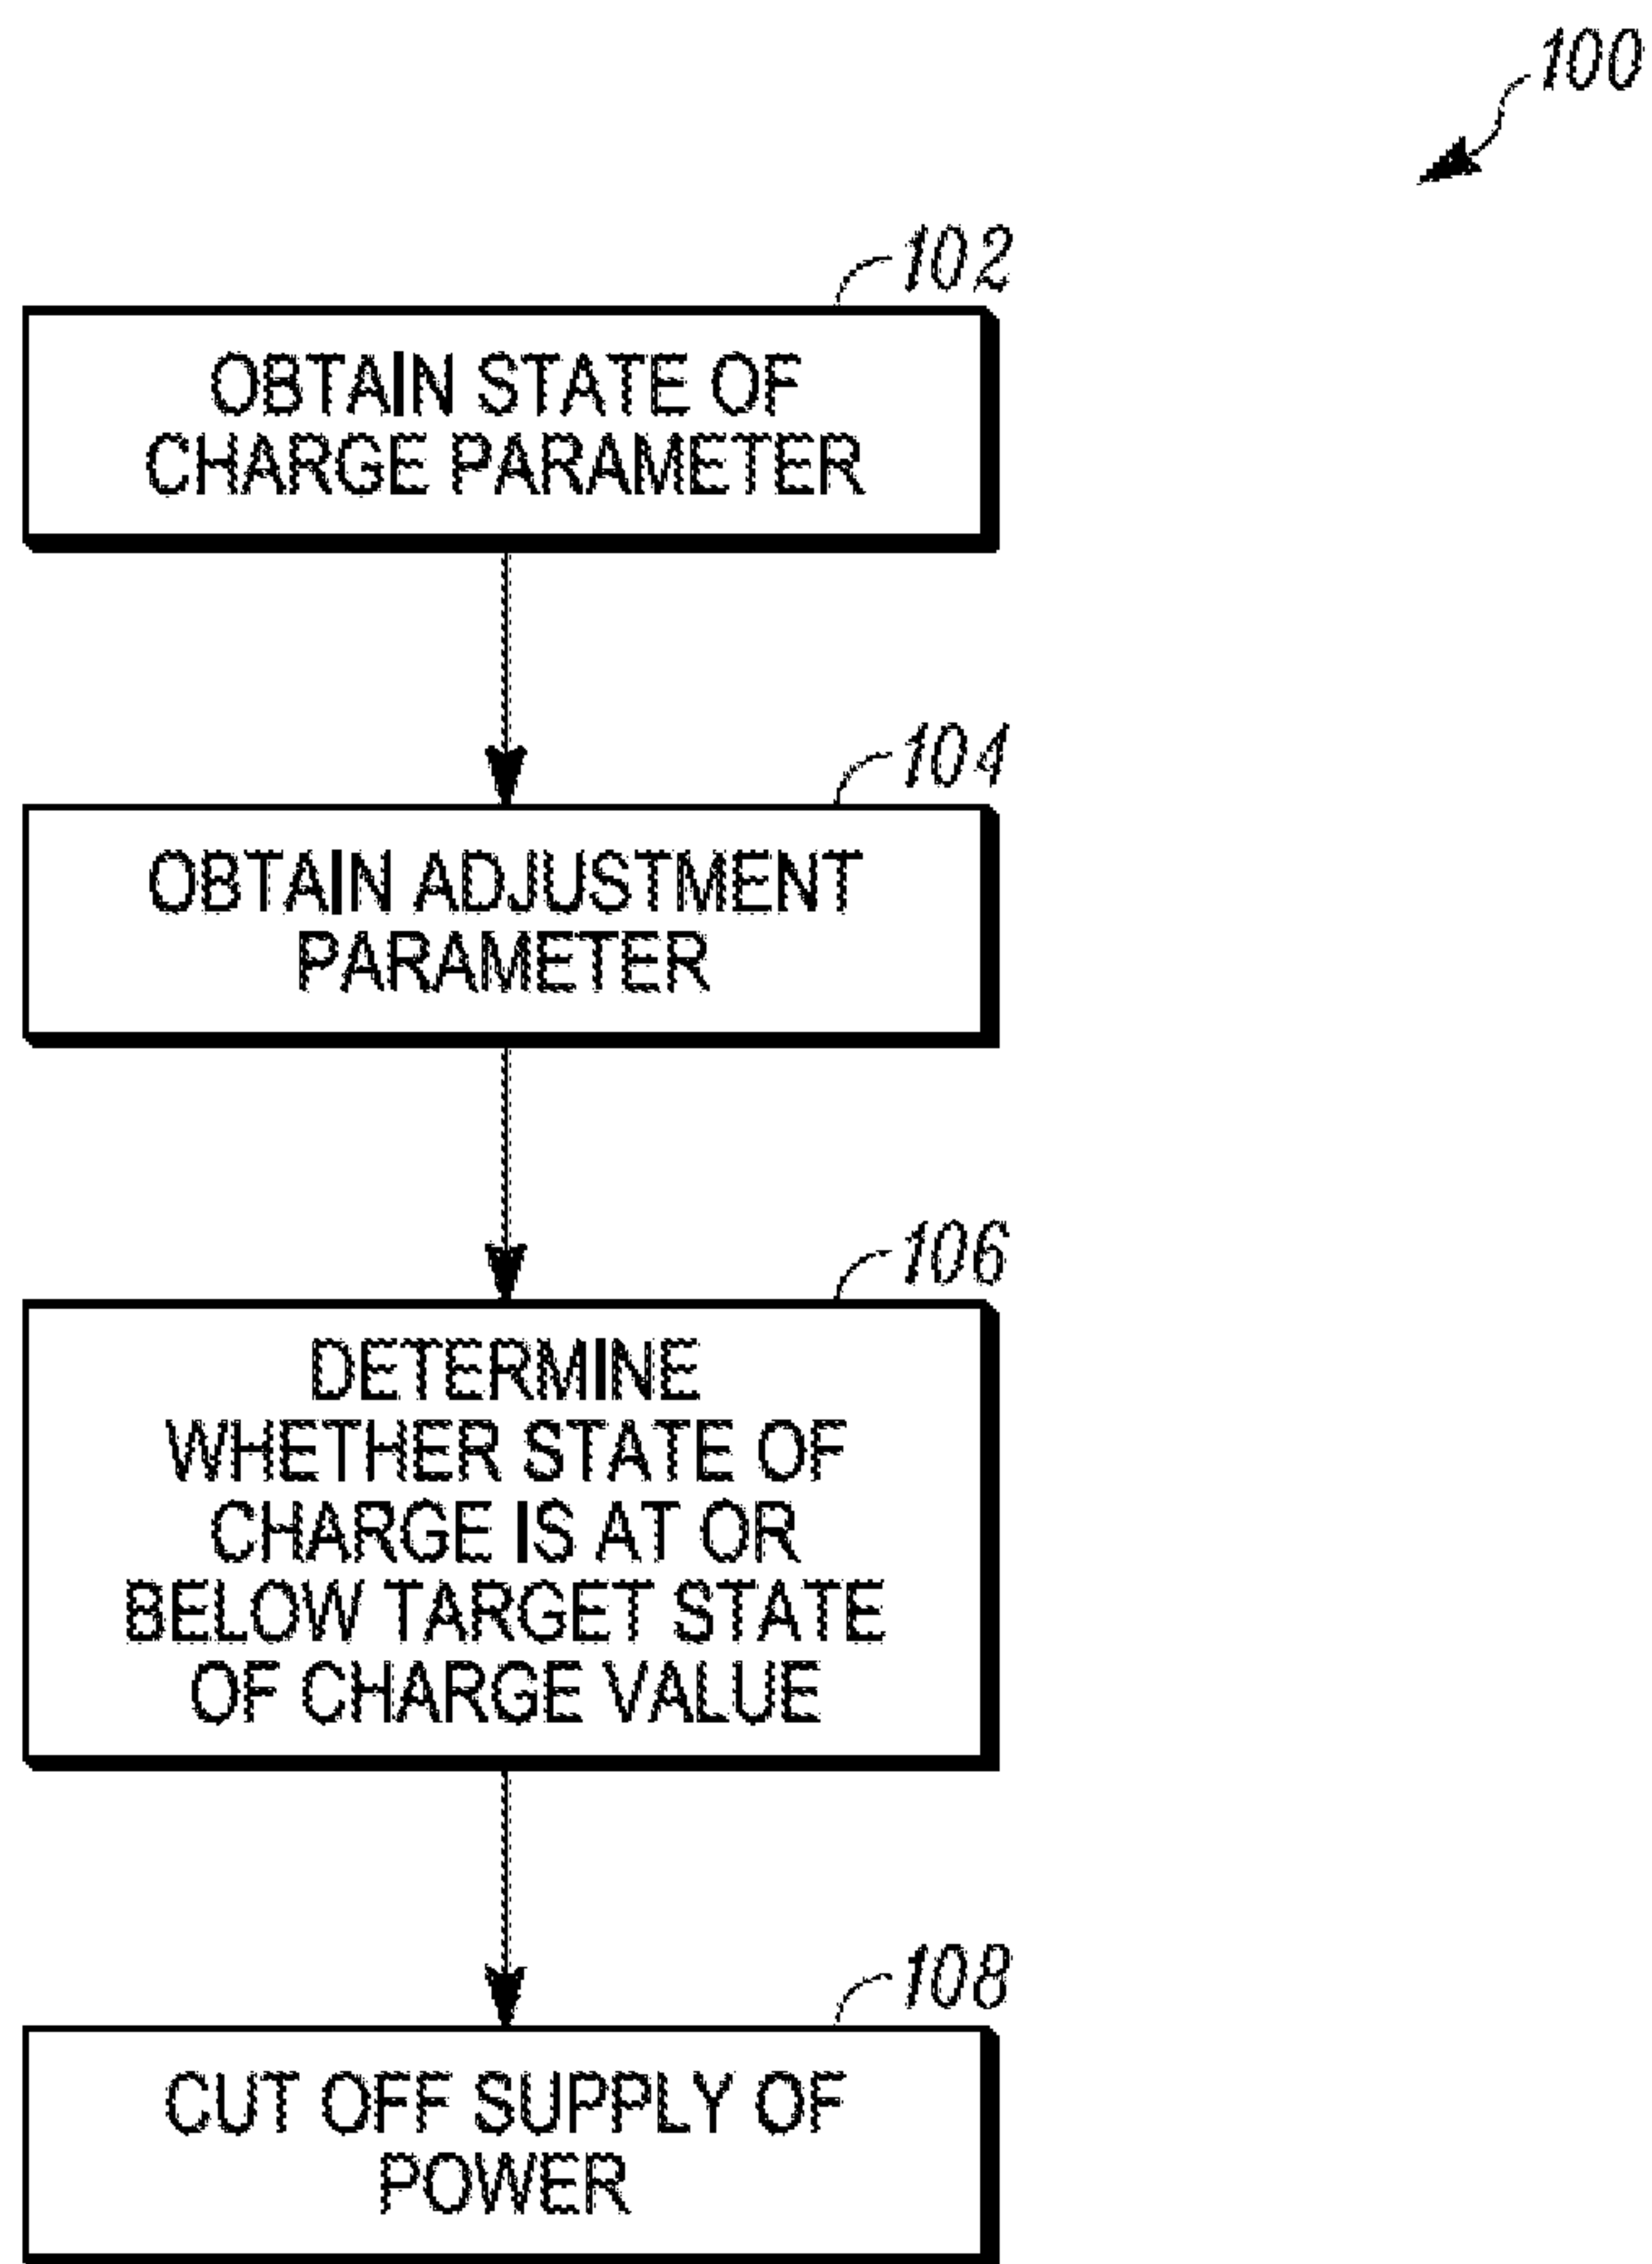 100
102
OBTAIN STATE OF
CHARGE PARAMETER
104
OBTAIN ADJUSTMENT
PARAMETER
106
DETERMINE
WHETHER STATE OF
CHARGE IS AT OR
BELOW TARGET STATE
OF CHARGE VALUE
108
CUT OFF SUPPLY OF
POWER